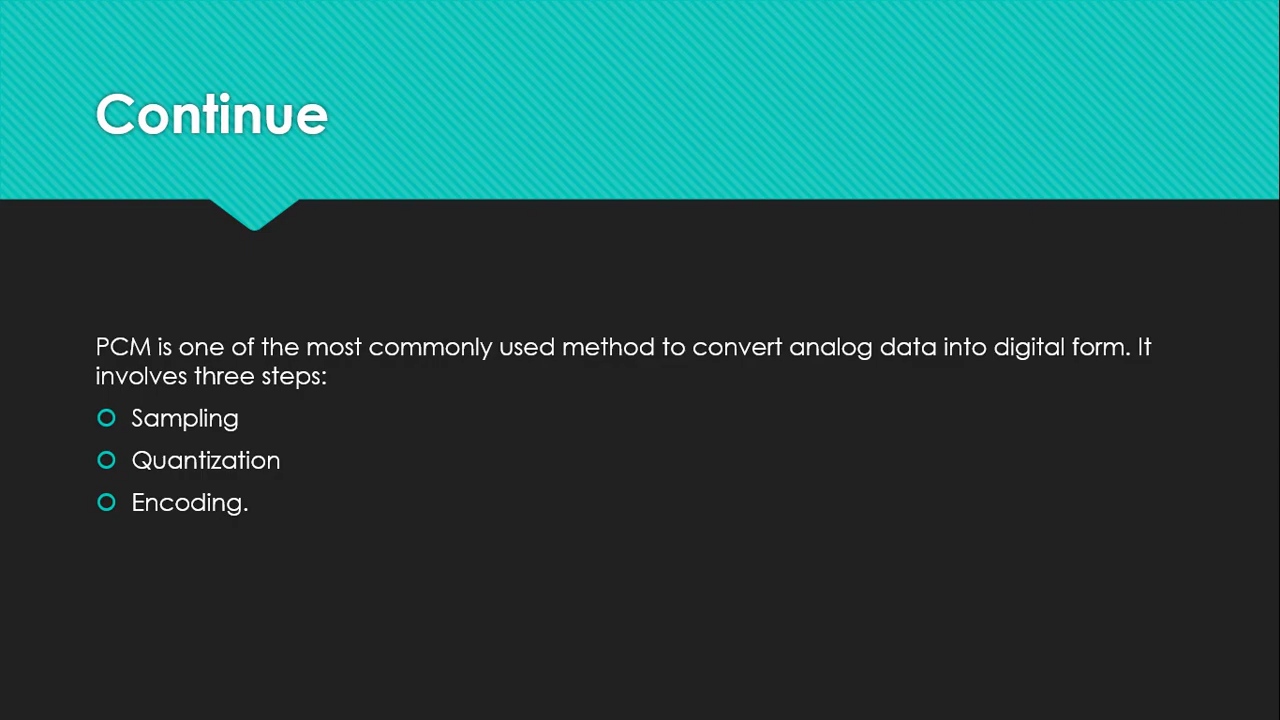 Continue
PCM is one of the most commonly used method to convert analog data into digital form. It
involves three steps:
Sampling
Quantization
Encoding.